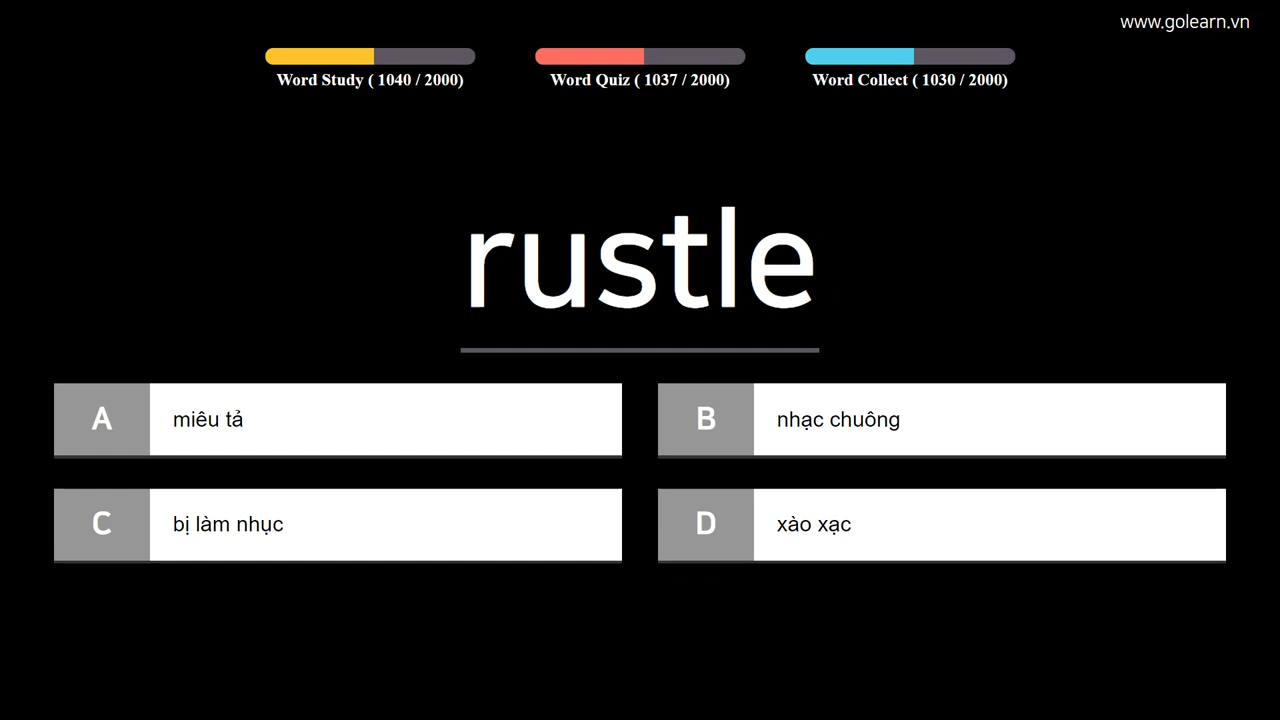 www.golearn.vn
Word Study ( 1040 / 2000)
Word Quiz ( 1037 / 2000)
Word Collect ( 1030 / 2000)
rustle
A miêu tả
B nhạc chuông
C bị làm nhục
D xào xạc